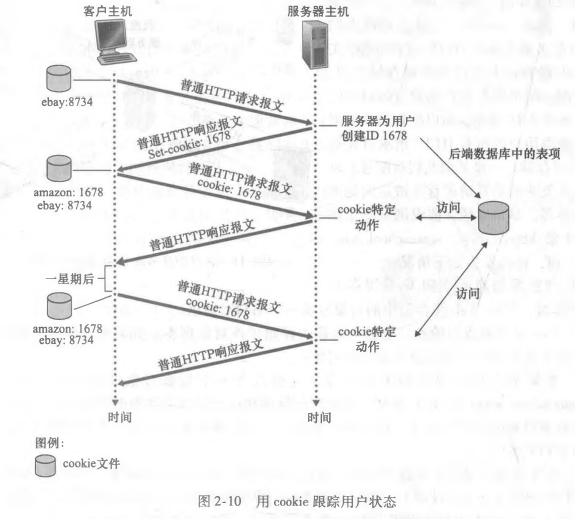 客户主机
服务器主机
ebay:8734
普通HTTP请求报文
服务器为用户
创建ID 1678
普通HTTP响应报文
Set-cookie: 1678
后端数据库中的表项
普通HTTP请求报文
cookie: 1678
amazon: 1678
ebay: 8734
cookie特定
动作
访问
普通HTTP响应报文
一星期后
普通HTTP请求报文
cookie: 1678
访问
amazon: 1678
ebay: 8734
cookie特定
动作
普通HTTP响应报文
时间
时间
图例:
cookie文件
图 2-10 用 cookie 跟踪用户状态